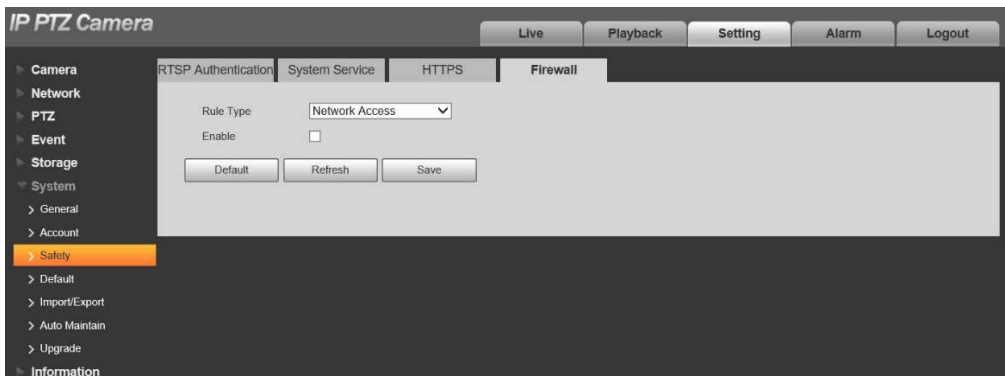 IP PTZ Camera
Live Playback Setting Alarm Logout
Camera
Network
PTZ
Event
Storage
System
General
Account
Safety
Default
Import/Export
Auto Maintain
Upgrade
Information
RTSP Authentication System Service HTTPS Firewall
Rule Type Network Access
Enable
Default Refresh Save